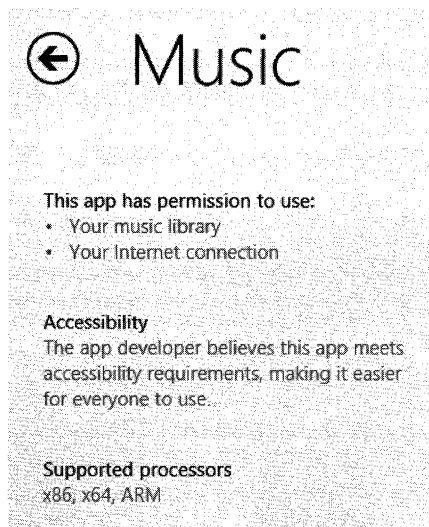 Music
This app has permission to use:
• Your music library
• Your Internet connection
Accessibility
The app developer believes this app meets
accessibility requirements, making it easier
for everyone to use.
Supported processors
x86, x64, ARM